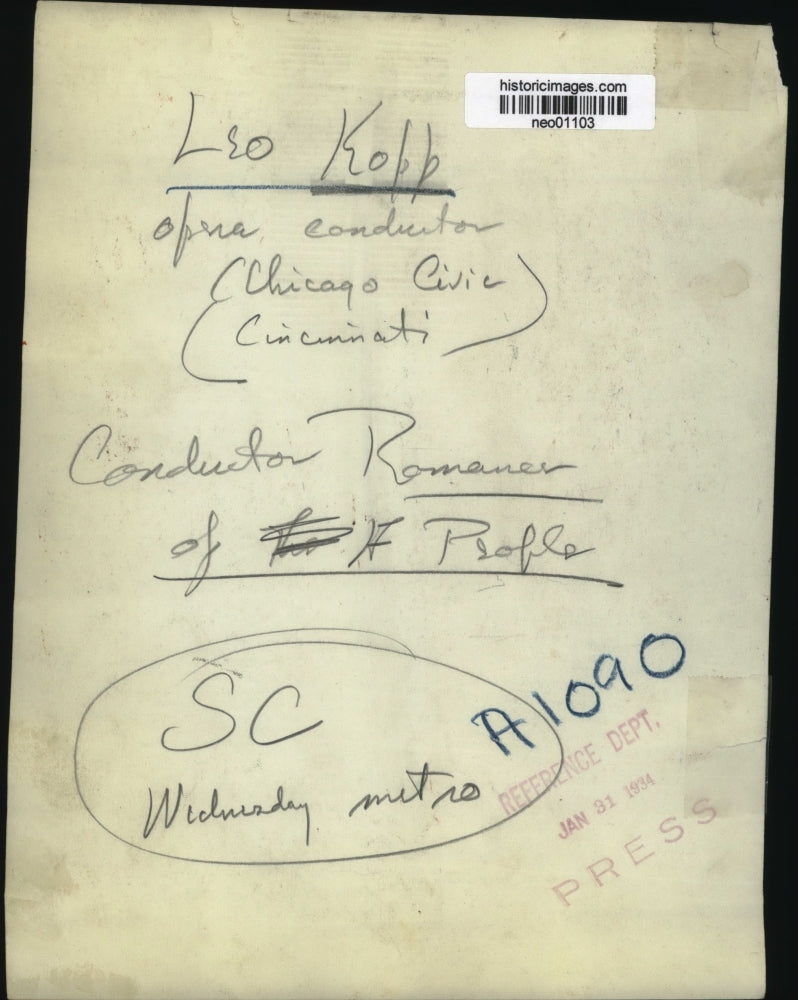 historicimages.com
neo01103
Leo Kopp
opera conductor
(Chicago Civic)
(Cincinnati)
Conductor Romance
of A People
SC
Wednesday metro
A1090
REFERENCE DEPT.
JAN 31 1934
PRESS